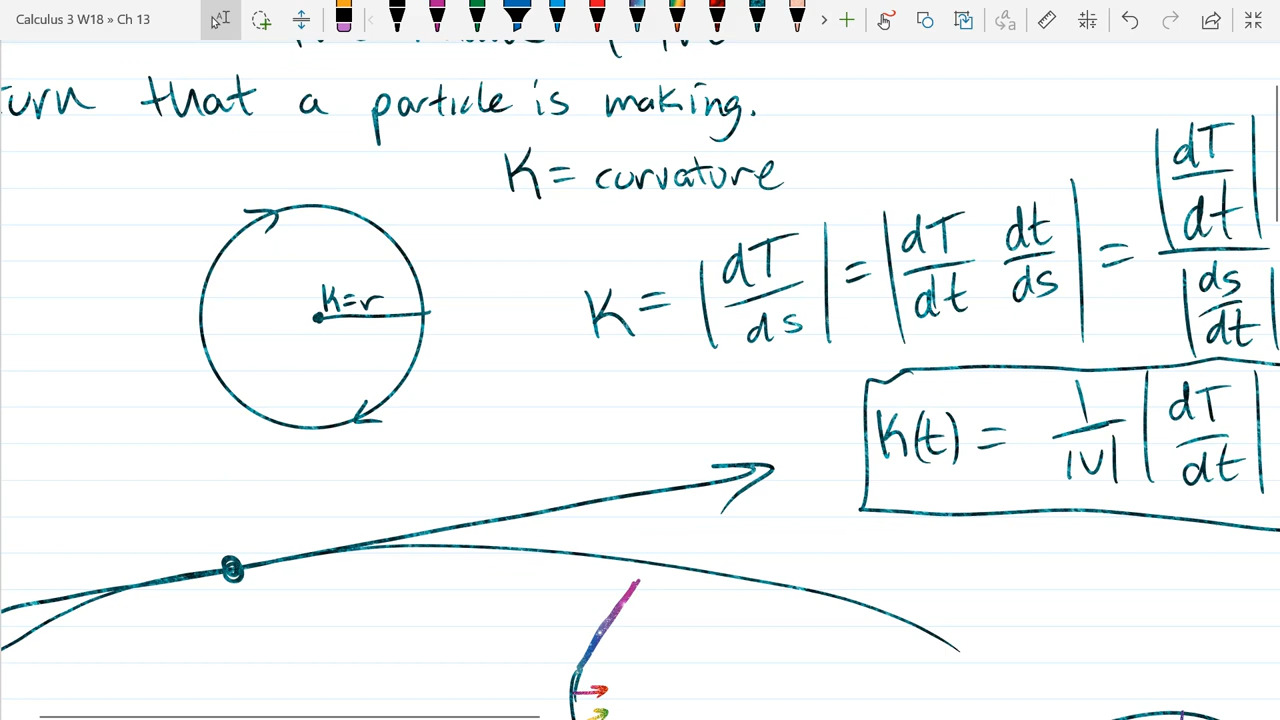 Calculus 3 W18 » Ch 13
turn that a particle is making.
K = curvature
K=r
K = |dT/ds| = |dT/dt dt/ds| = |dT/dt| / |ds/dt|
K(t) = 1/|V| |dT/dt|